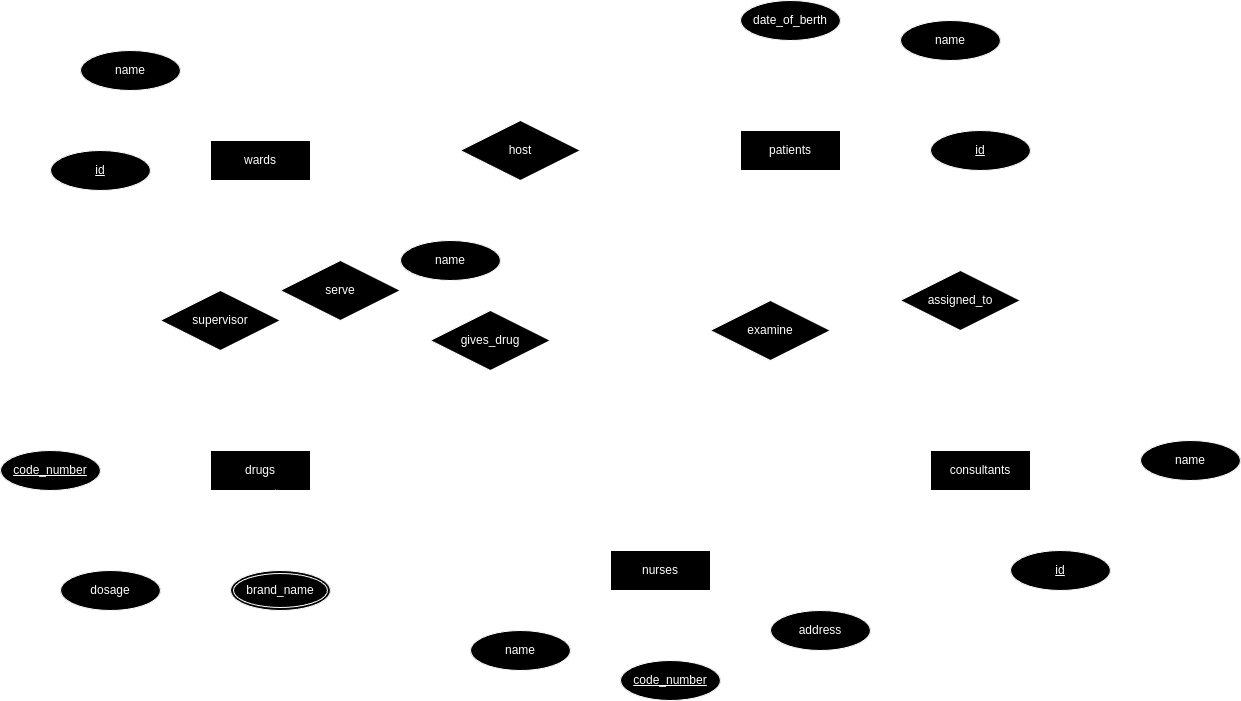 date_of_berth
name
name
host
patients
id
wards
id
name
serve
assigned_to
supervisor
examine
gives_drug
name
code_number
drugs
consultants
id
nurses
dosage
brand_name
address
name
code_number